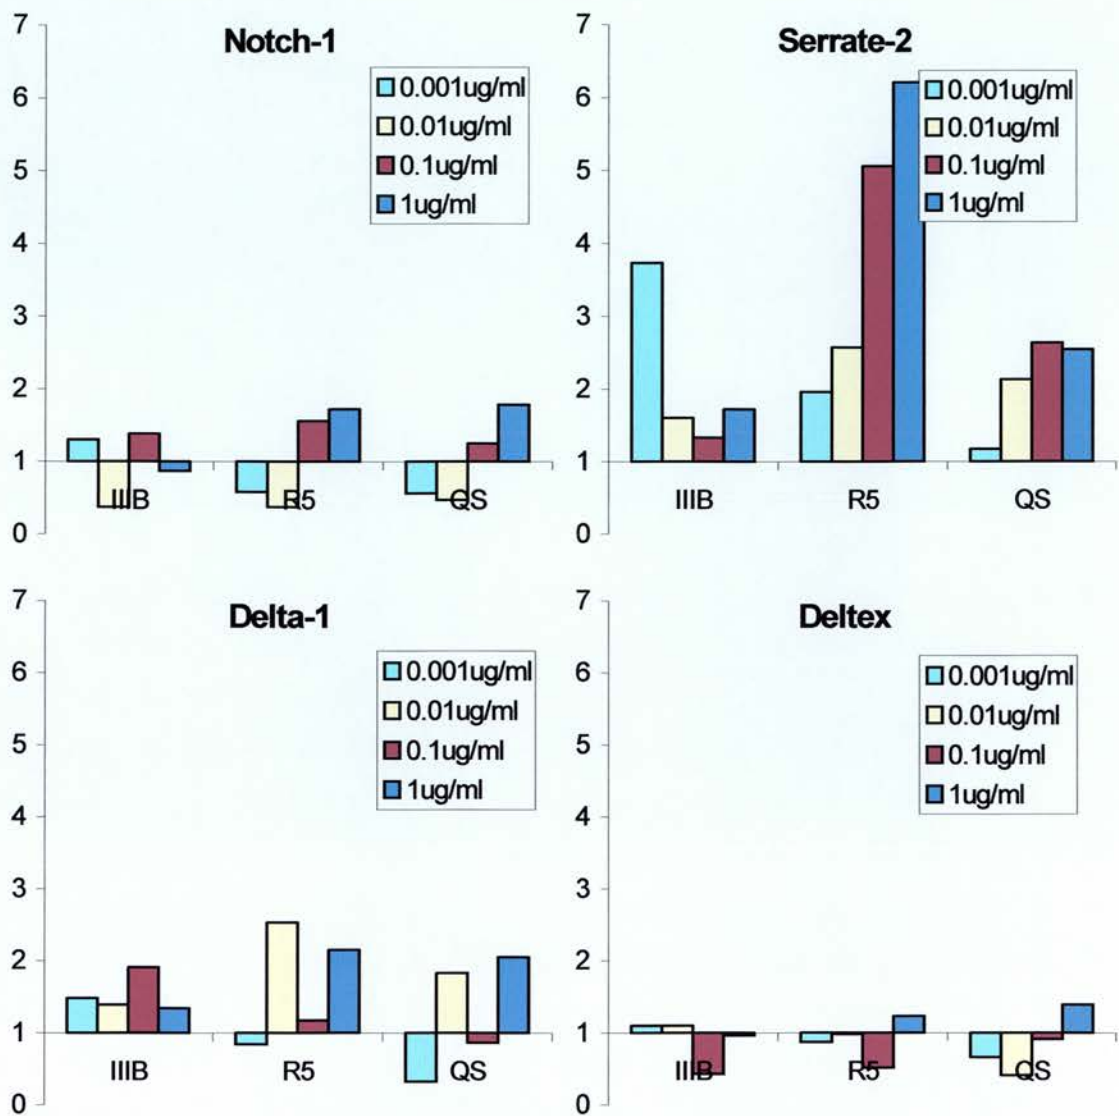 Notch-1
7
6
5
4
3
2
1
0
0.001ug/ml
0.01ug/ml
0.1ug/ml
1ug/ml
IIIB
R5
QS
Serrate-2
7
6
5
4
3
2
1
0
0.001ug/ml
0.01ug/ml
0.1ug/ml
1ug/ml
IIIB
R5
QS
Delta-1
7
6
5
4
3
2
1
0
0.001ug/ml
0.01ug/ml
0.1ug/ml
1ug/ml
IIIB
R5
QS
Deltex
7
6
5
4
3
2
1
0
0.001ug/ml
0.01ug/ml
0.1ug/ml
1ug/ml
IIIB
R5
QS